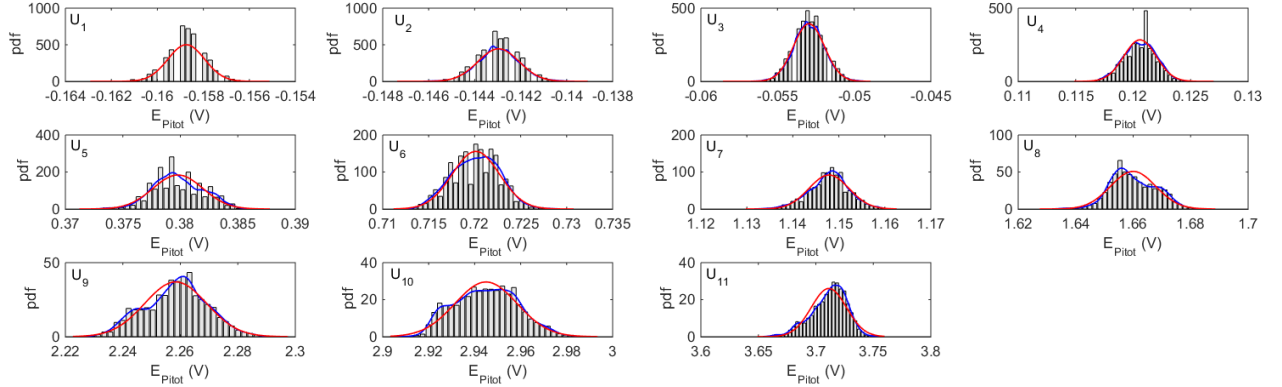 1000 1000 500 500
U1 U2 U3 U4
pdf 500 pdf 500 pdf pdf
0 0 0 0
-0.164 -0.162 -0.16 -0.158 -0.156 -0.154 -0.148 -0.146 -0.144 -0.142 -0.14 -0.138 -0.06 -0.055 -0.05 -0.045 0.11 0.115 0.12 0.125 0.13
EPitot (V) EPitot (V) EPitot (V) EPitot (V)
400 200 200 100
U5 U6 U7 U8
pdf 200 pdf 100 pdf 100 pdf 50
0 0 0 0
0.37 0.375 0.38 0.385 0.39 0.71 0.715 0.72 0.725 0.73 0.735 1.12 1.13 1.14 1.15 1.16 1.17 1.62 1.64 1.66 1.68 1.7
EPitot (V) EPitot (V) EPitot (V) EPitot (V)
50 40 40
U9 U10 U11
pdf pdf 20 pdf 20
0 0 0
2.22 2.24 2.26 2.28 2.3 2.9 2.92 2.94 2.96 2.98 3 3.6 3.65 3.7 3.75 3.8
EPitot (V) EPitot (V) EPitot (V)